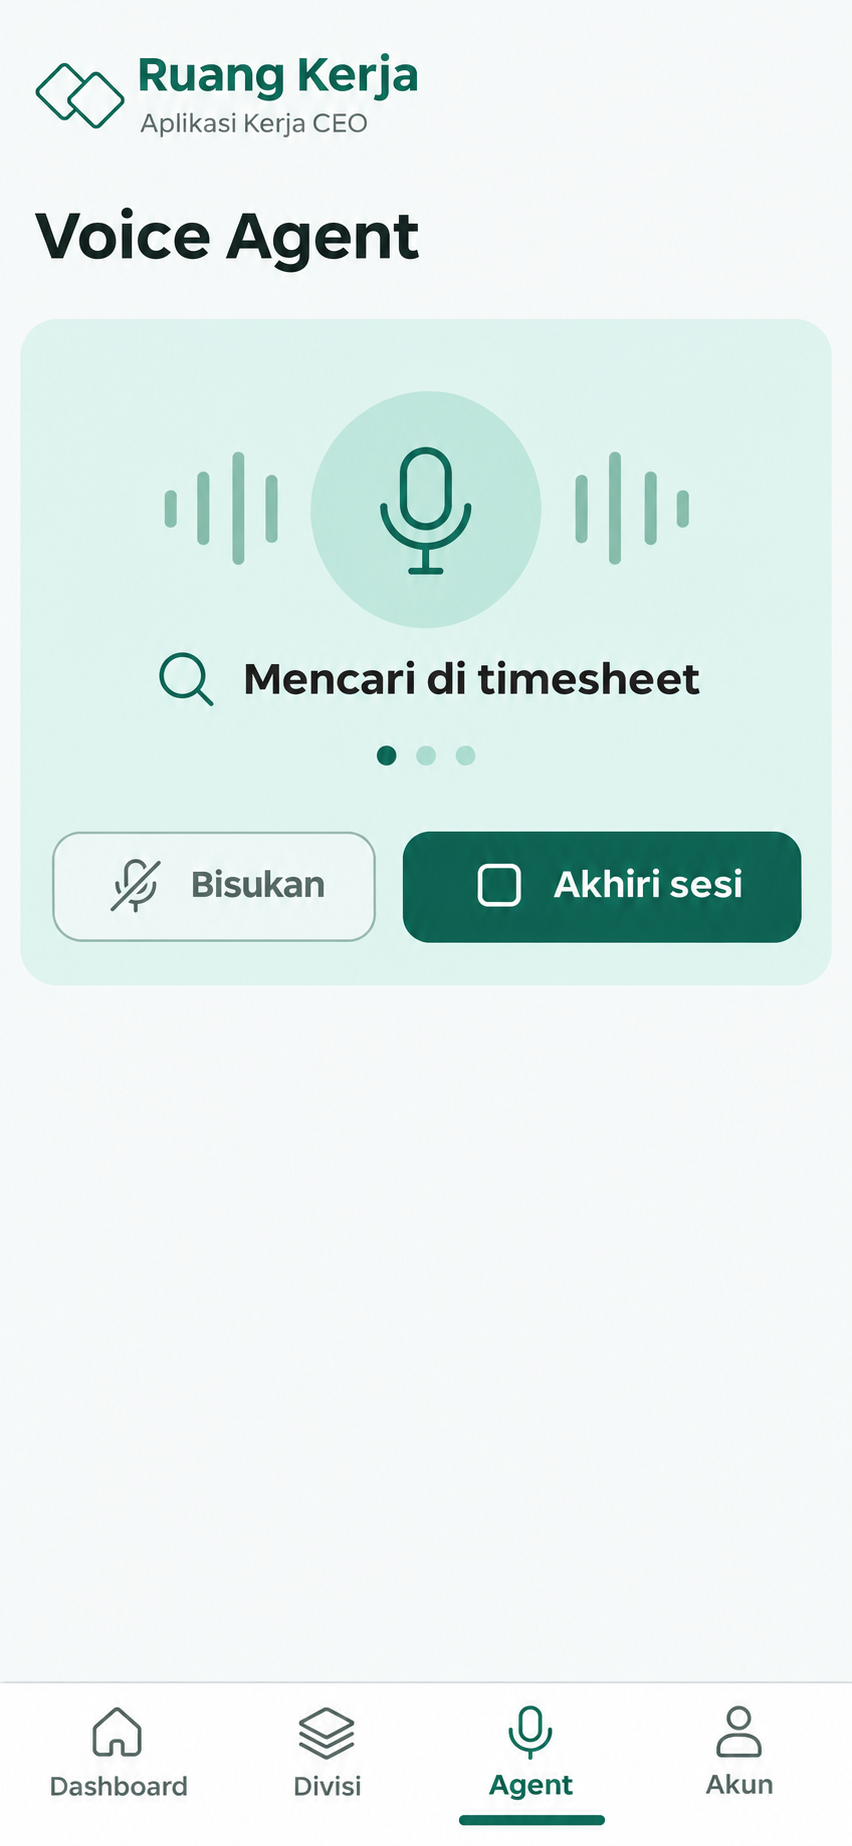 Ruang Kerja
Aplikasi Kerja CEO
Voice Agent
Mencari di timesheet
Bisukan
Akhiri sesi
Dashboard
Divisi
Agent
Akun